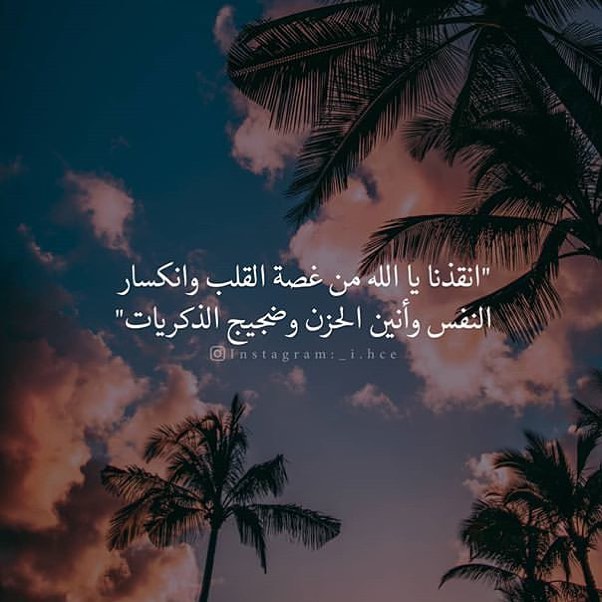 "انقذنا يا الله من غصة القلب وانكسار
النفس وأنين الحزن وضجيج الذكريات"
Instagram:_i.hce